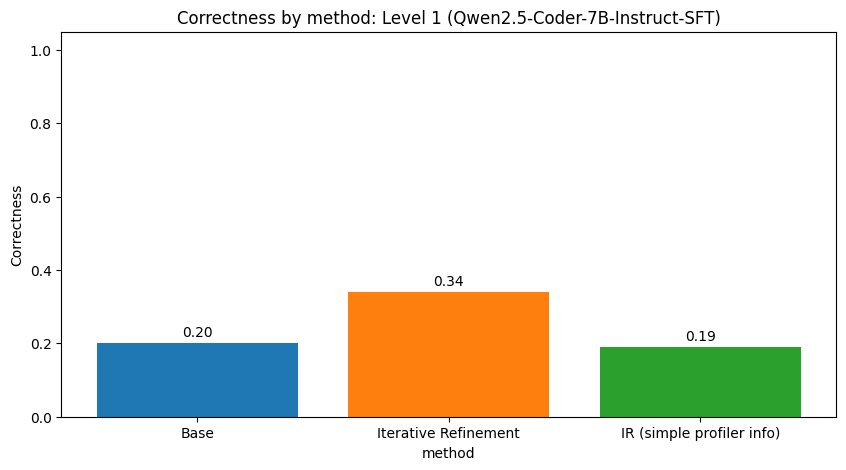 Correctness by method: Level 1 (Qwen2.5-Coder-7B-Instruct-SFT)
Correctness
1.0
0.8
0.6
0.4
0.2
0.0
0.20
0.34
0.19
Base
Iterative Refinement
IR (simple profiler info)
method